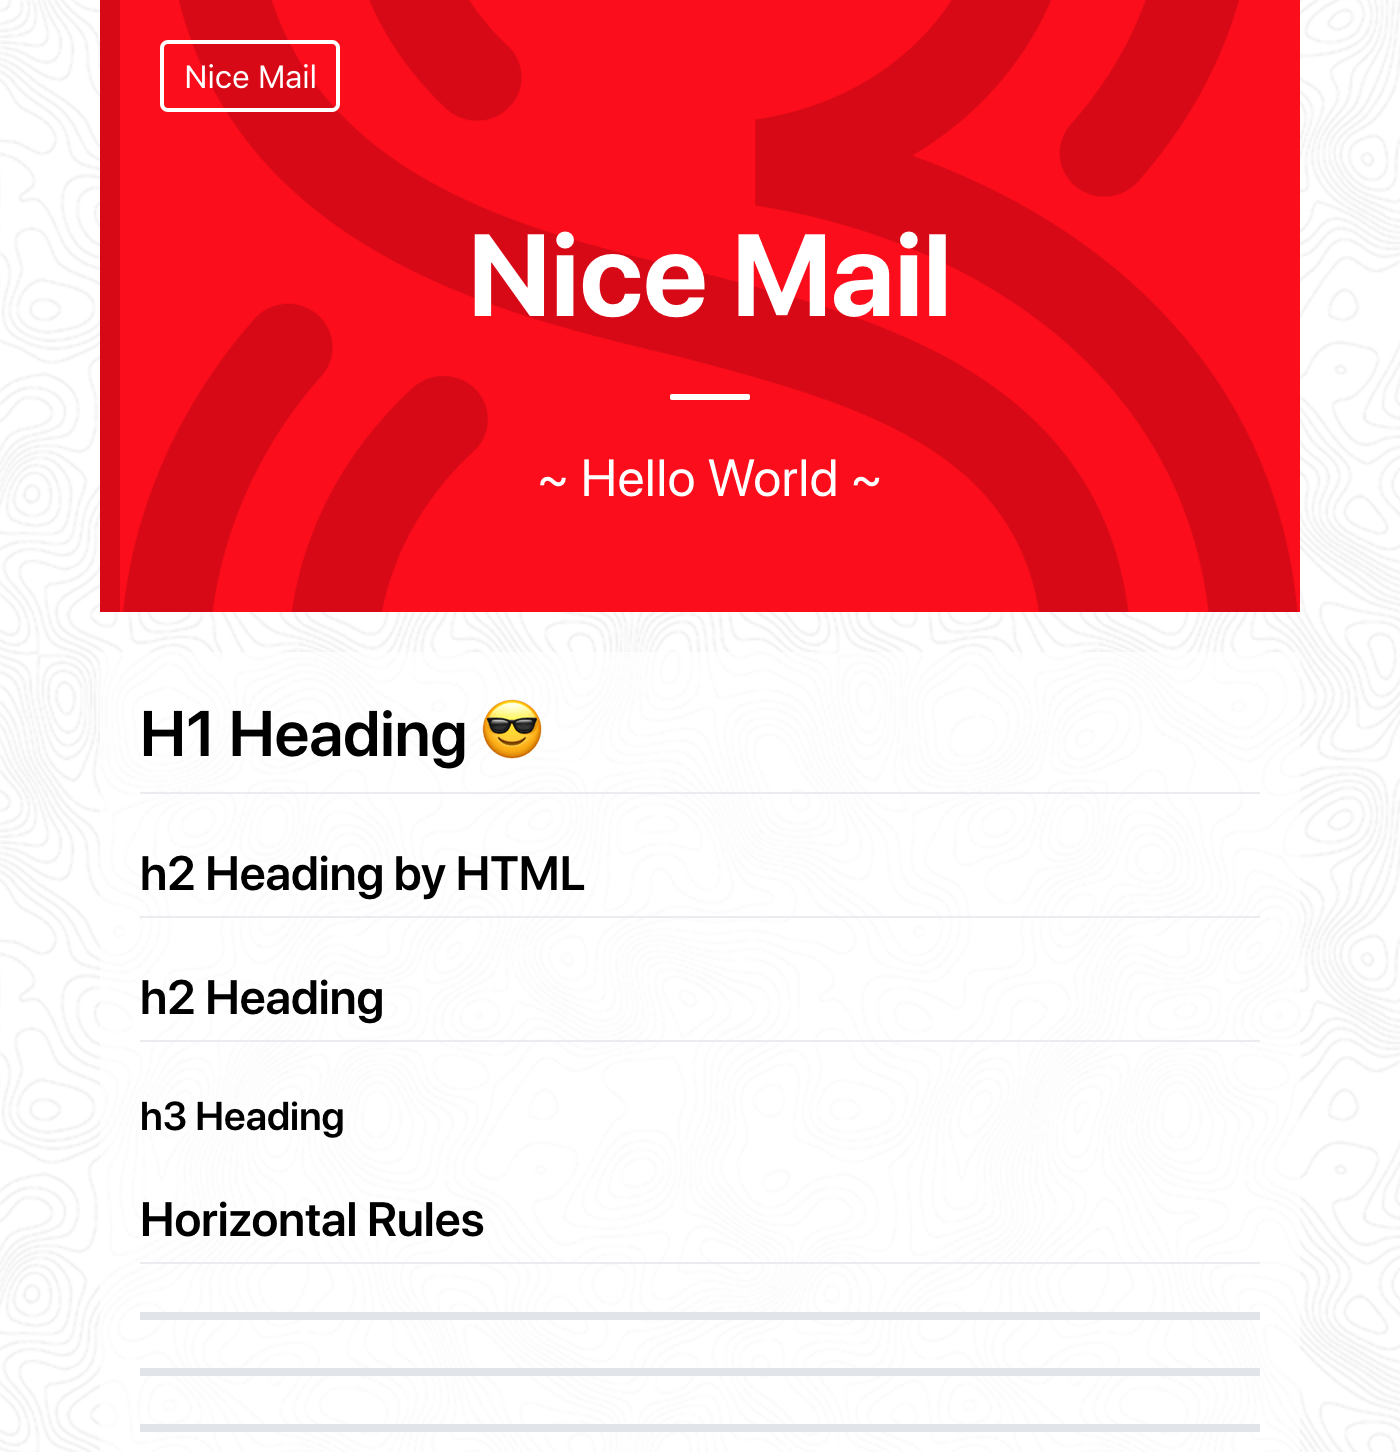 Nice Mail
Nice Mail
~ Hello World ~
H1 Heading 😎
h2 Heading by HTML
h2 Heading
h3 Heading
Horizontal Rules